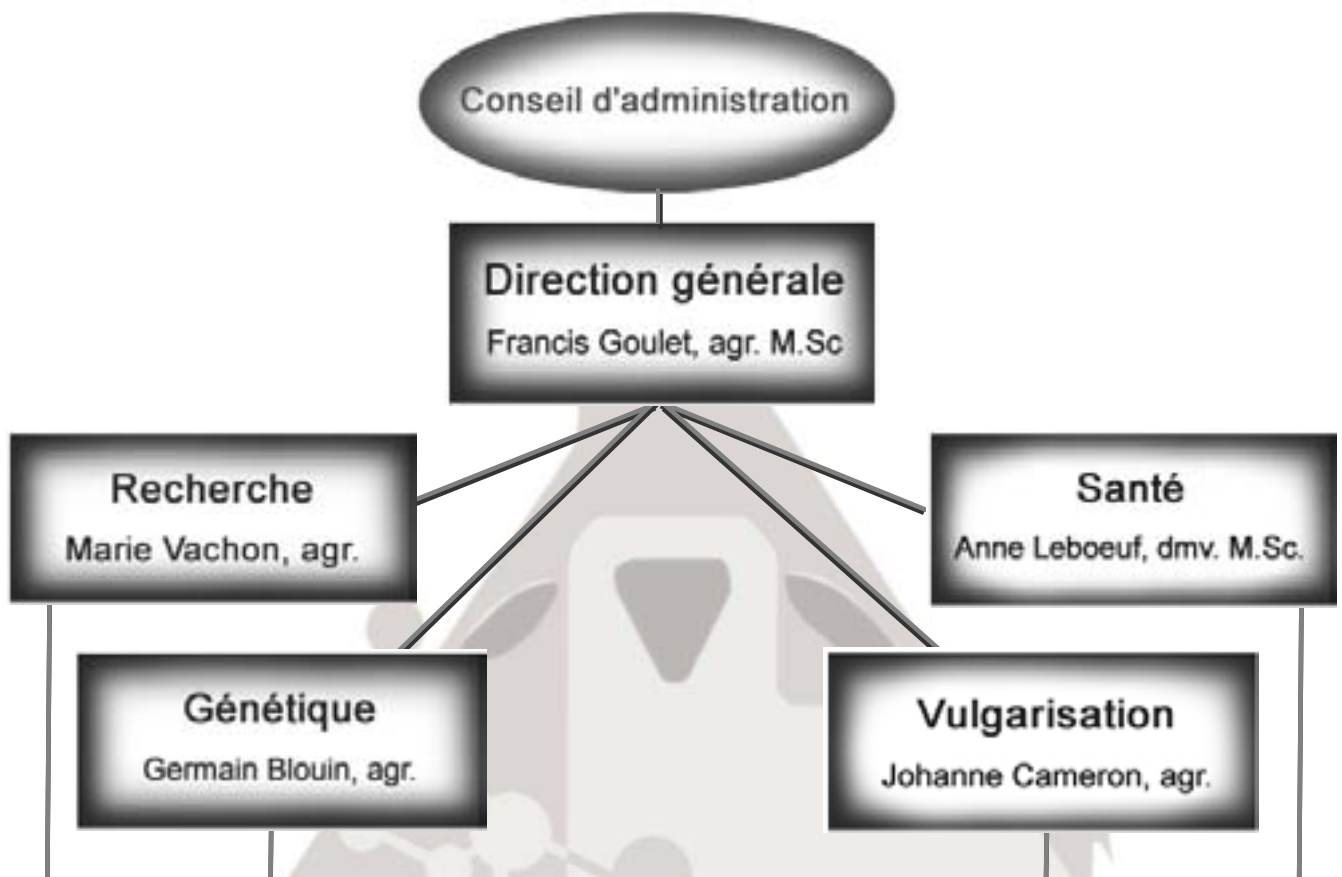 Conseil d'administration
Direction générale
Francis Goulet, agr. M.Sc
Recherche
Marie Vachon, agr.
Santé
Anne Leboeuf, dmv. M.Sc.
Génétique
Germain Blouin, agr.
Vulgarisation
Johanne Cameron, agr.